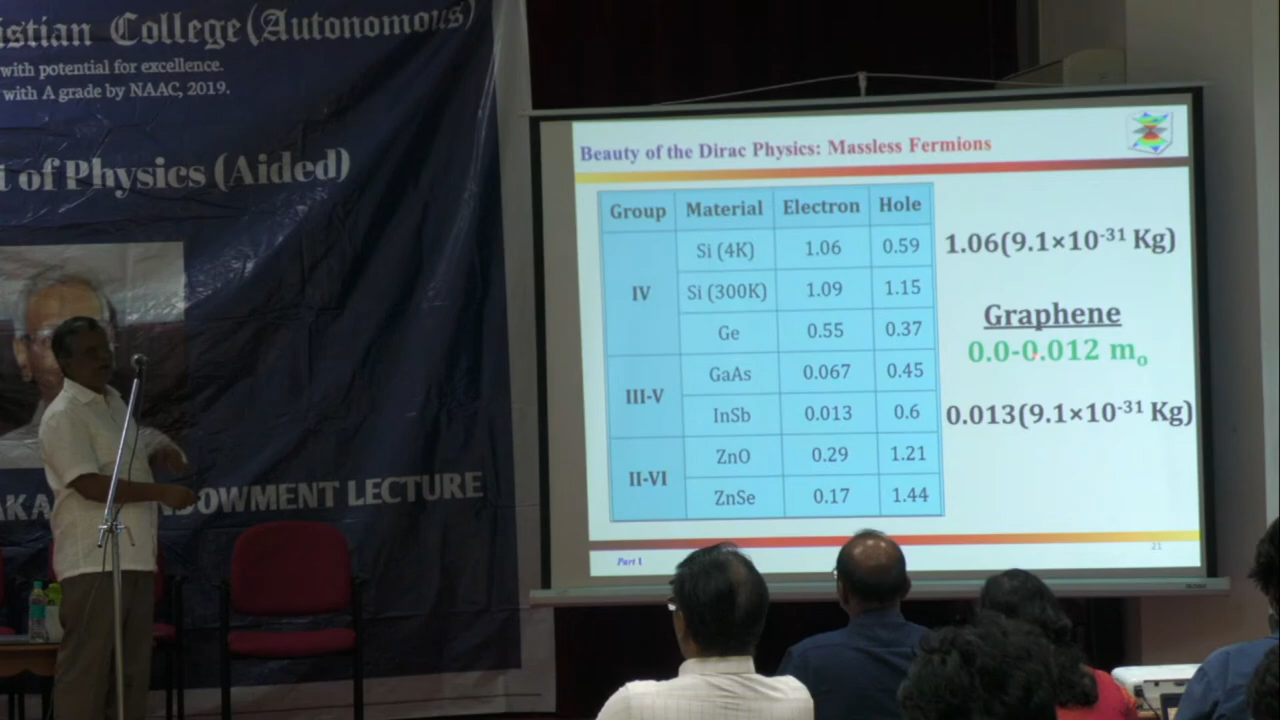 istian College (Autonomous)
with potential for excellence.
with A grade by NAAC, 2019.
t of Physics (Aided)
AKA
NDOWMENT LECTURE
Beauty of the Dirac Physics: Massless Fermions
Group Material Electron Hole
IV
Si (4K) 1.06 0.59
Si (300K) 1.09 1.15
Ge 0.55 0.37
III-V
GaAs 0.067 0.45
InSb 0.013 0.6
II-VI
ZnO 0.29 1.21
ZnSe 0.17 1.44
1.06(9.1×10⁻³¹ Kg)
Graphene
0.0-0.012 mₒ
0.013(9.1×10⁻³¹ Kg)
Part 1
21